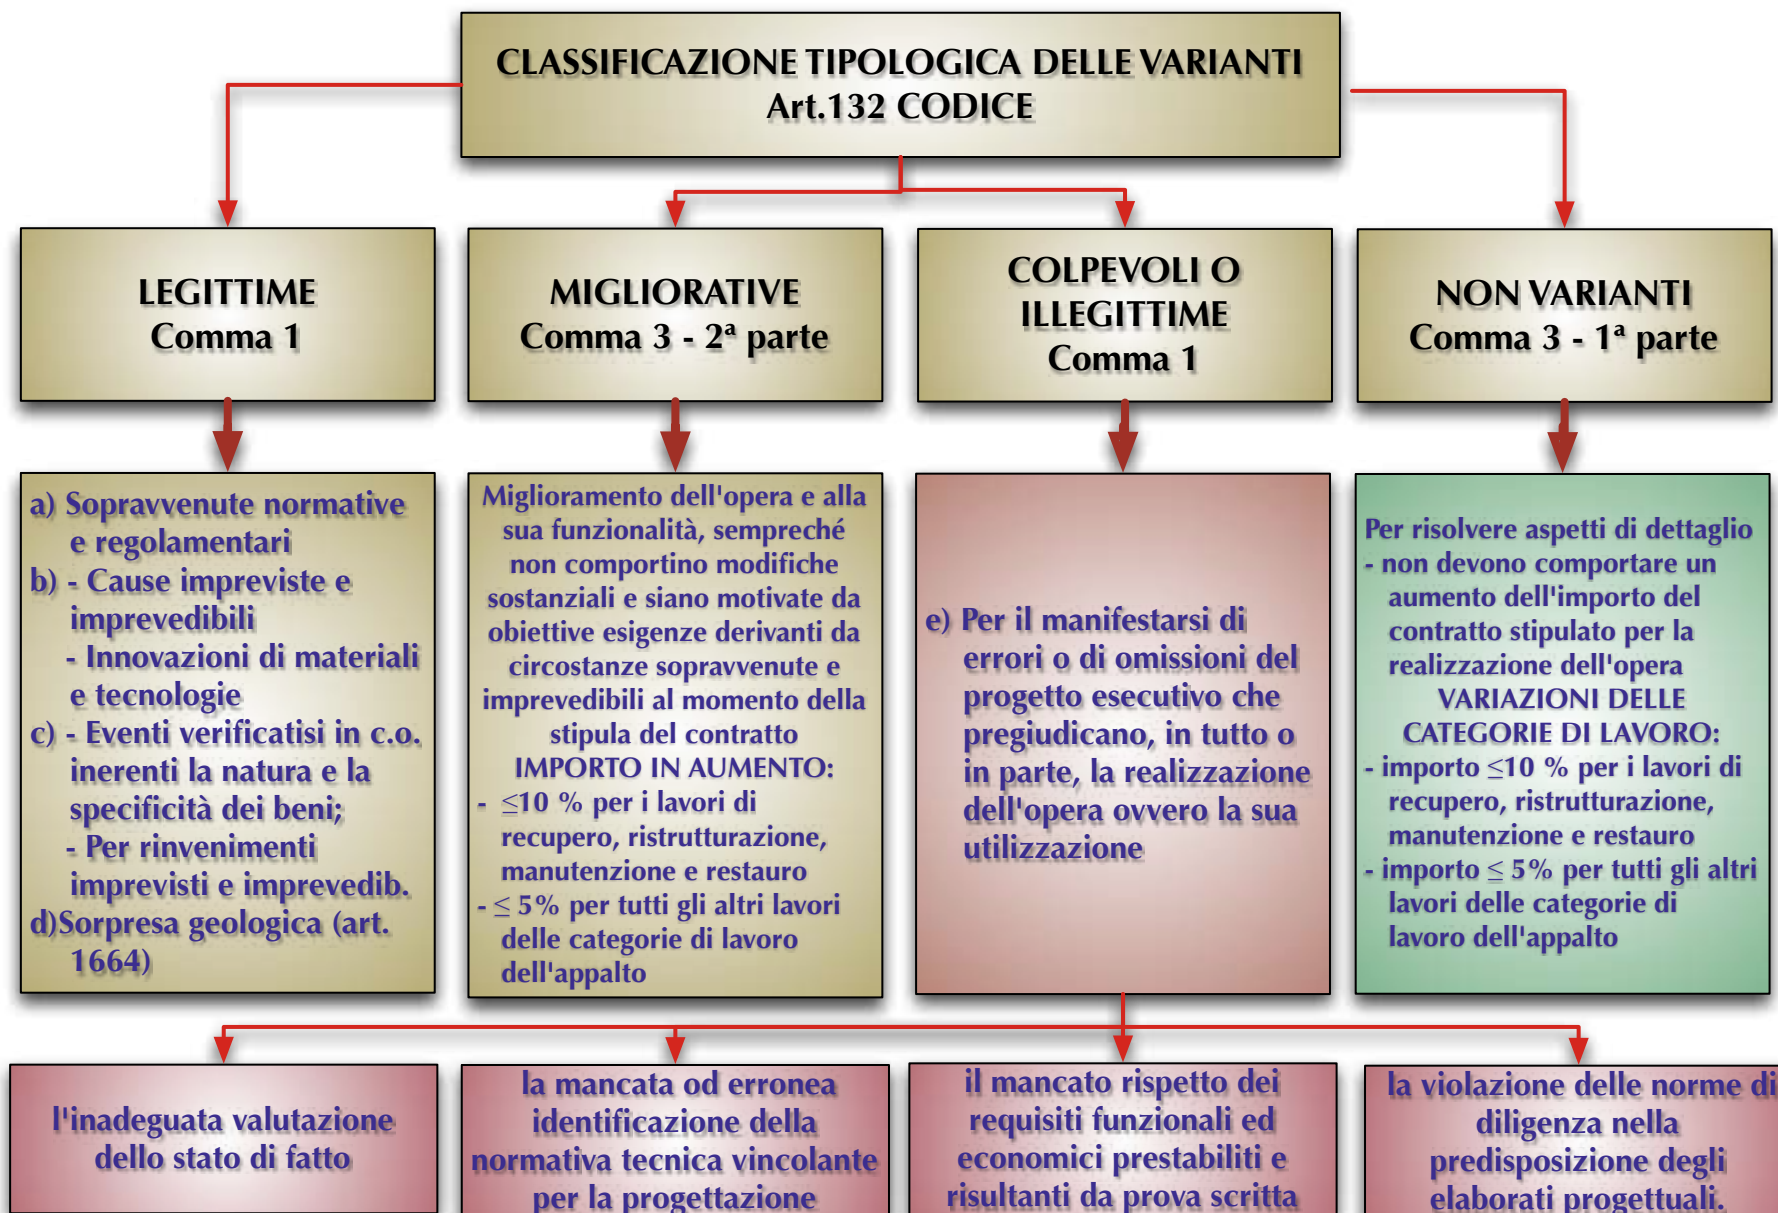 CLASSIFICAZIONE TIPOLOGICA DELLE VARIANTI
Art.132 CODICE
LEGITTIME
Comma 1
MIGLIORATIVE
Comma 3 - 2ª parte
COLPEVOLI O
ILLEGITTIME
Comma 1
NON VARIANTI
Comma 3 - 1ª parte
a) Sopravvenute normative
e regolamentari
b) - Cause impreviste e
imprevedibili
- Innovazioni di materiali
e tecnologie
c) - Eventi verificatisi in c.o.
inerenti la natura e la
specificità dei beni;
- Per rinvenimenti
imprevisti e imprevedib.
d)Sorpresa geologica (art.
1664)
Miglioramento dell'opera e alla
sua funzionalità, sempreché
non comportino modifiche
sostanziali e siano motivate da
obiettive esigenze derivanti da
circostanze sopravvenute e
imprevedibili al momento della
stipula del contratto
IMPORTO IN AUMENTO:
- ≤10 % per i lavori di
recupero, ristrutturazione,
manutenzione e restauro
- ≤ 5% per tutti gli altri lavori
delle categorie di lavoro
dell'appalto
e) Per il manifestarsi di
errori o di omissioni del
progetto esecutivo che
pregiudicano, in tutto o
in parte, la realizzazione
dell'opera ovvero la sua
utilizzazione
Per risolvere aspetti di dettaglio
- non devono comportare un
aumento dell'importo del
contratto stipulato per la
realizzazione dell'opera
VARIAZIONI DELLE
CATEGORIE DI LAVORO:
- importo ≤10 % per i lavori di
recupero, ristrutturazione,
manutenzione e restauro
- importo ≤ 5% per tutti gli altri
lavori delle categorie di
lavoro dell'appalto
l'inadeguata valutazione
dello stato di fatto
la mancata od erronea
identificazione della
normativa tecnica vincolante
per la progettazione
il mancato rispetto dei
requisiti funzionali ed
economici prestabiliti e
risultanti da prova scritta
la violazione delle norme di
diligenza nella
predisposizione degli
elaborati progettuali.